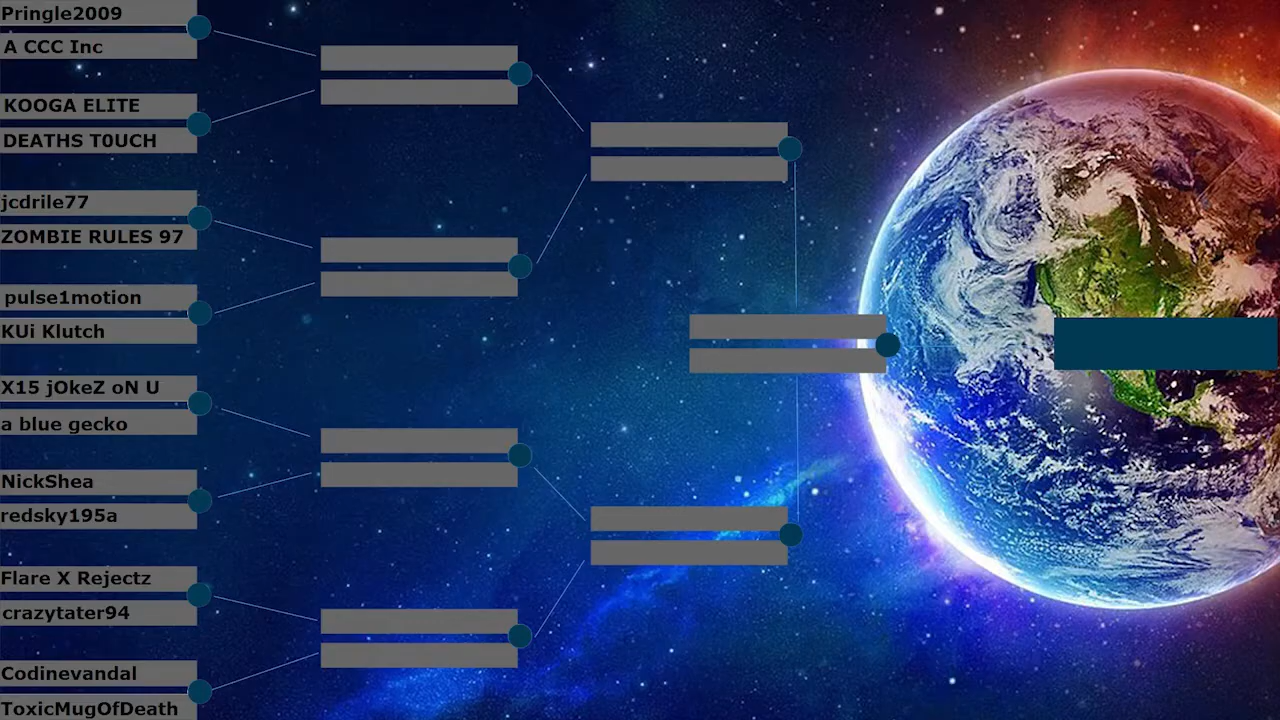 Pringle2009
A CCC Inc
KOOGA ELITE
DEATHS T0UCH
jcdrile77
ZOMBIE RULES 97
pulse1motion
KUi Klutch
X15 jOkeZ oN U
a blue gecko
NickShea
redsky195a
Flare X Rejectz
crazytater94
Codinevandal
ToxicMugOfDeath